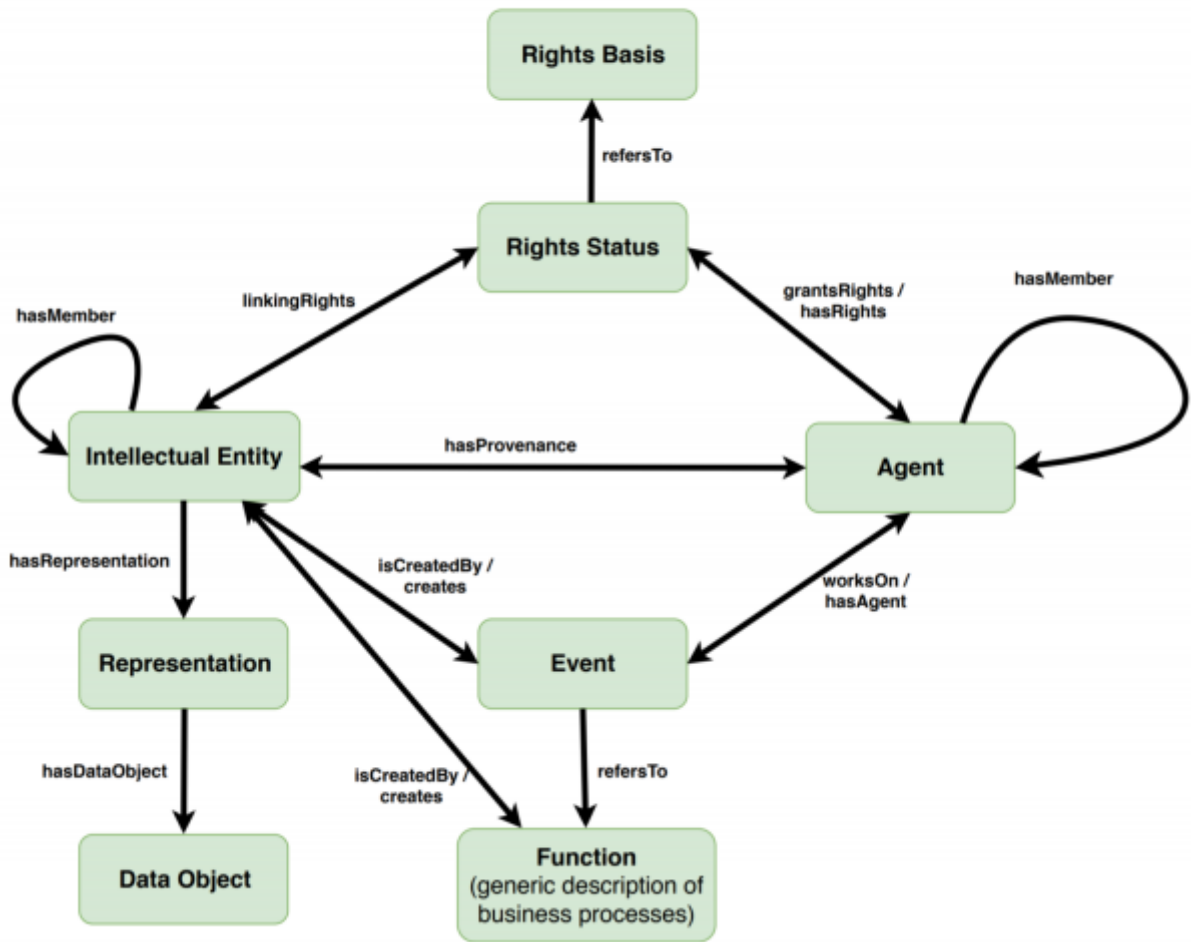 Rights Basis
refersTo
Rights Status
linkingRights
grantsRights /
hasRights
hasMember
hasMember
Intellectual Entity
hasProvenance
Agent
hasRepresentation
isCreatedBy /
creates
worksOn /
hasAgent
Representation
Event
hasDataObject
isCreatedBy /
creates
refersTo
Data Object
Function
(generic description of
business processes)